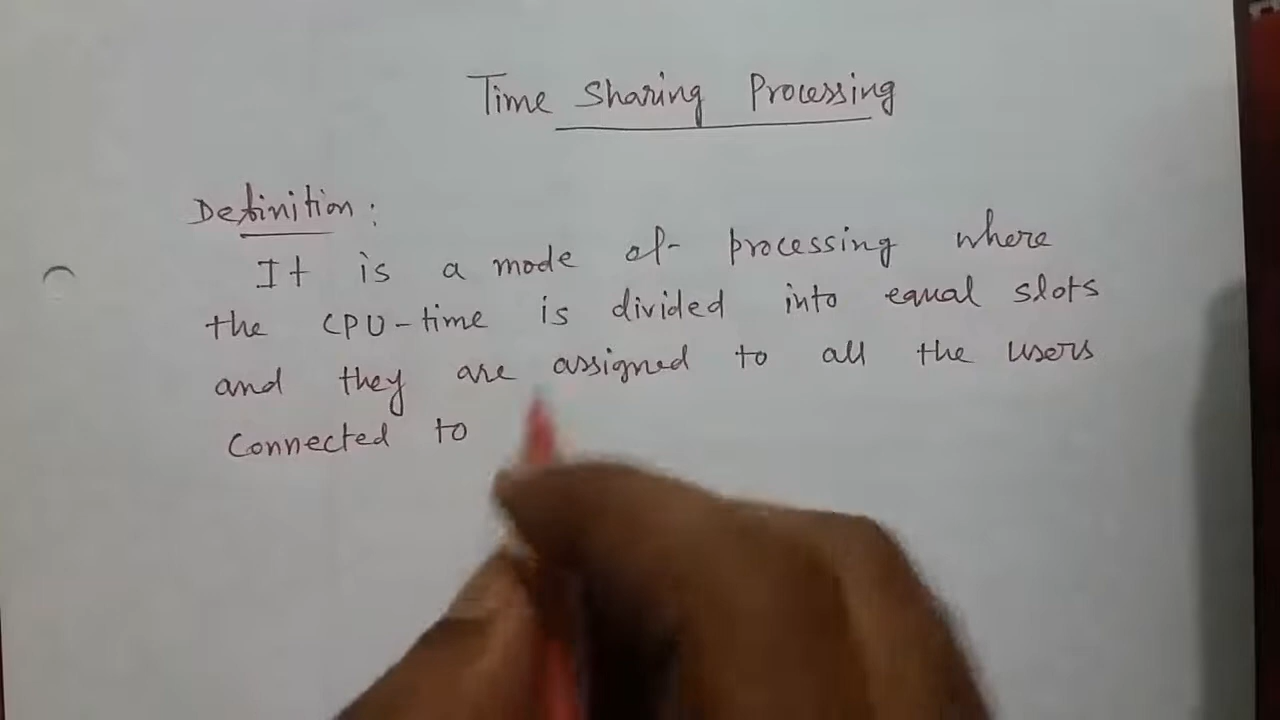 Time Sharing Processing
Definition:
It is a mode of processing where
the CPU-time is divided into equal slots
and they are assigned to all the users
Connected to